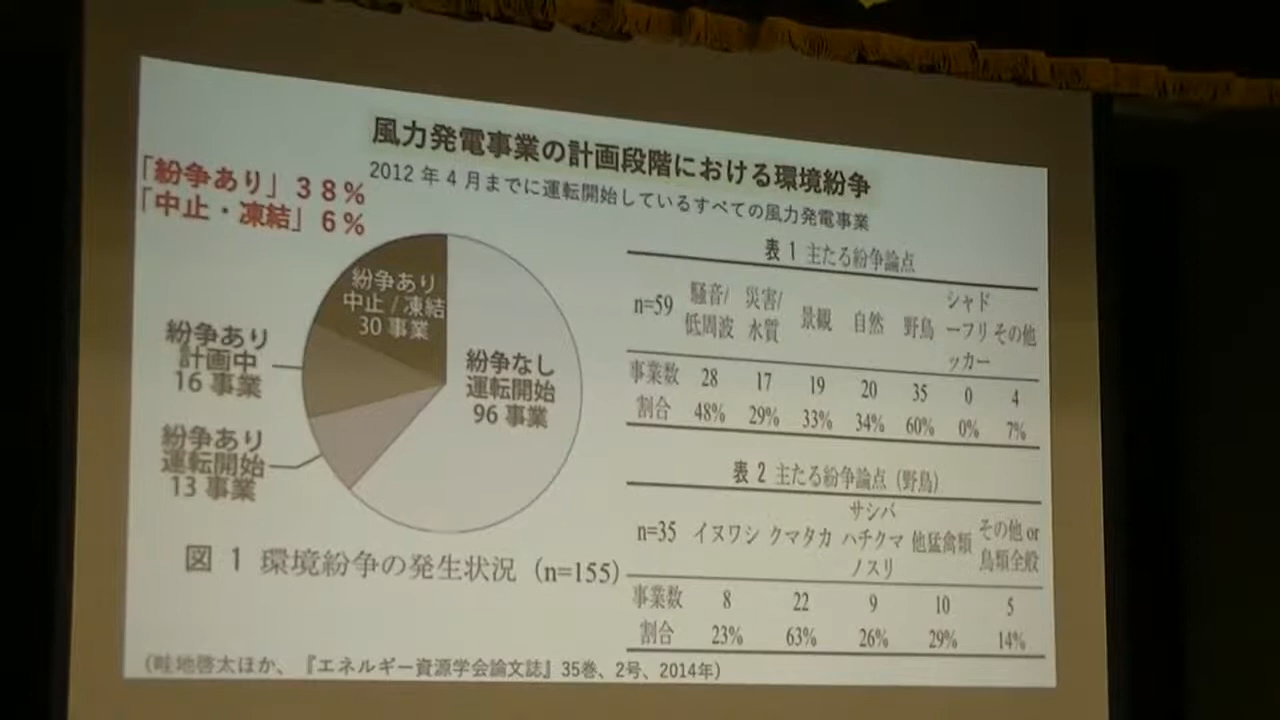 風力発電事業の計画段階における環境紛争
2012 年 4 月までに運転開始しているすべての風力発電事業
「紛争あり」３８％
「中止・凍結」６％
紛争あり
中止 / 凍結
30 事業
紛争あり
計画中
16 事業
紛争あり
運転開始
13 事業
紛争なし
運転開始
96 事業
図 1 環境紛争の発生状況（n=155）
表 1 主たる紛争論点
n=59 騒音/低周波 災害/水質 景観 自然 野鳥 シャドーフリッカー その他
事業数 28 17 19 20 35 0 4
割合 48% 29% 33% 34% 60% 0% 7%
表 2 主たる紛争論点（野鳥）
n=35 イヌワシ クマタカ サシバ ハチクマ ノスリ 他猛禽類 その他 or 鳥類全般
事業数 8 22 9 10 5
割合 23% 63% 26% 29% 14%
（畦地啓太ほか、『エネルギー資源学会論文誌』35巻、2号、2014年）